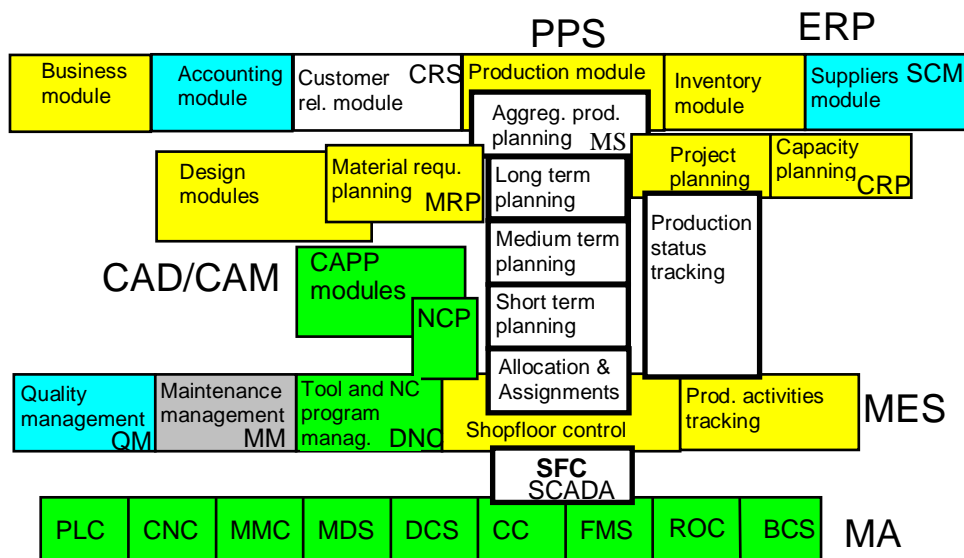 PPS
ERP
Business
module
Accounting
module
Customer CRS
rel. module
Production module
Inventory
module
Suppliers SCM
module
Aggreg. prod.
planning MS
Design
modules
Material requ.
planning
MRP
Long term
planning
Project
planning
Capacity
planning
CRP
Production
status
tracking
Medium term
planning
CAD/CAM
CAPP
modules
NCP
Short term
planning
Allocation &
Assignments
Quality
management
QM
Maintenance
management
MM
Tool and NC
program
manag. DNC
Shopfloor control
Prod. activities
tracking
MES
SFC
SCADA
PLC CNC MMC MDS DCS CC FMS ROC BCS
MA